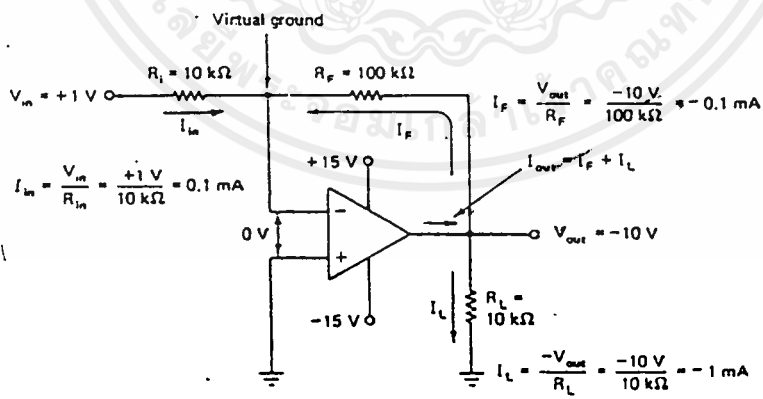 Virtual ground
R_i = 10 kΩ
R_F = 100 kΩ
V_in = +1 V
I_in
I_F
I_F = V_out / R_F = -10 V. / 100 kΩ = -0.1 mA
+15 V
I_out = I_F + I_L
I_in = V_in / R_in = +1 V / 10 kΩ = 0.1 mA
-
0 V
+
V_out = -10 V
-15 V
I_L
R_L = 10 kΩ
I_L = -V_out / R_L = -10 V / 10 kΩ = -1 mA